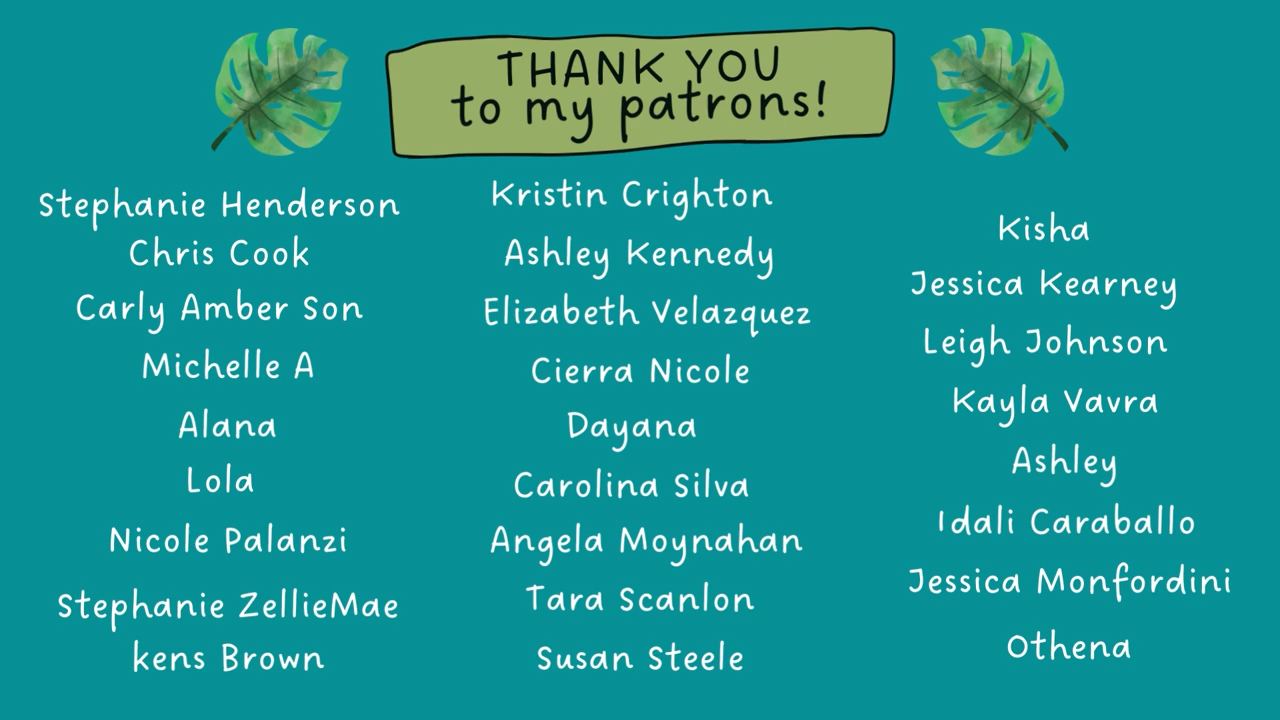 THANK YOU
to my patrons!
Stephanie Henderson
Chris Cook
Carly Amber Son
Michelle A
Alana
Lola
Nicole Palanzi
Stephanie ZellieMae
kens Brown
Kristin Crighton
Ashley Kennedy
Elizabeth Velazquez
Cierra Nicole
Dayana
Carolina Silva
Angela Moynahan
Tara Scanlon
Susan Steele
Kisha
Jessica Kearney
Leigh Johnson
Kayla Vavra
Ashley
Idali Caraballo
Jessica Monfordini
Othena